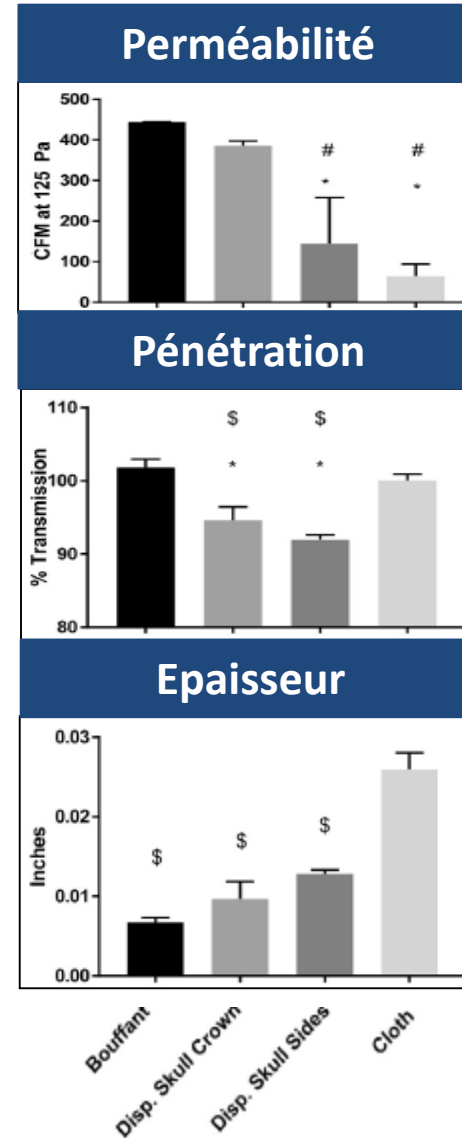 Perméabilité
CFM at 125 Pa
500
400
300
200
100
0
# #
* *
Pénétration
% Transmission
110
100
90
80
$ $
* *
Epaisseur
Inches
0.03
0.02
0.01
0.00
$ $ $
Bouffant
Disp. Skull Crown
Disp. Skull Sides
Cloth